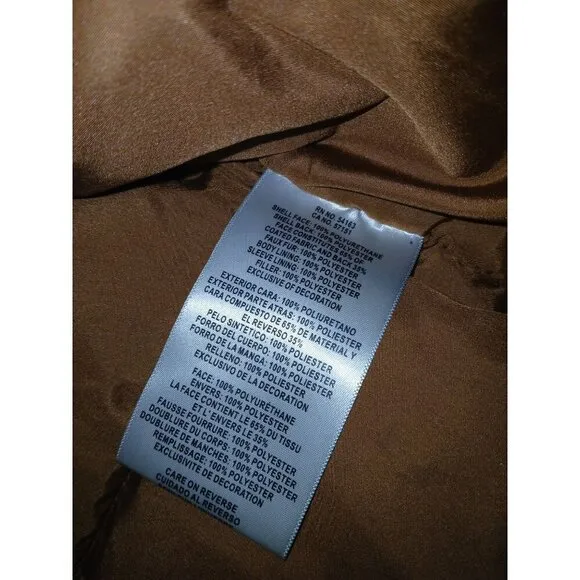 RN NO. 54163
CA NO. 57151
SHELL FACE: 100% POLYURETHANE
SHELL BACK: 100% POLYESTER
FACE CONSTITUTES 65% OF
COATED FABRIC AND BACK 35%
FAUX FUR: 100% POLYESTER
BODY LINING: 100% POLYESTER
SLEEVE LINING: 100% POLYESTER
FILLER: 100% POLYESTER
EXCLUSIVE OF DECORATION
EXTERIOR CARA: 100% POLIURETANO
EXTERIOR PARTE ATRAS: 100% POLIESTER
CARA COMPUESTO DE 65% DE MATERIAL Y
EL REVERSO 35%
PELO SINTETICO: 100% POLIESTER
FORRO DEL CUERPO: 100% POLIESTER
FORRO DE LA MANGA: 100% POLIESTER
RELLENO: 100% POLIESTER
EXCLUSIVO DE LA DECORATION
FACE: 100% POLYURÉTHANE
ENVERS: 100% POLYESTER
LA FACE CONTIENT LE 65% DU TISSU
ET L'ENVERS LE 35%
FAUSSE FOURRURE: 100% POLYESTER
DOUBLURE DU CORPS: 100% POLYESTER
DOUBLURE DE MANCHES: 100% POLYESTER
REMPLISSAGE: 100% POLYESTER
EXCLUSIVITE DE DECORATION
CARE ON REVERSE
CUIDADO AL REVERSO